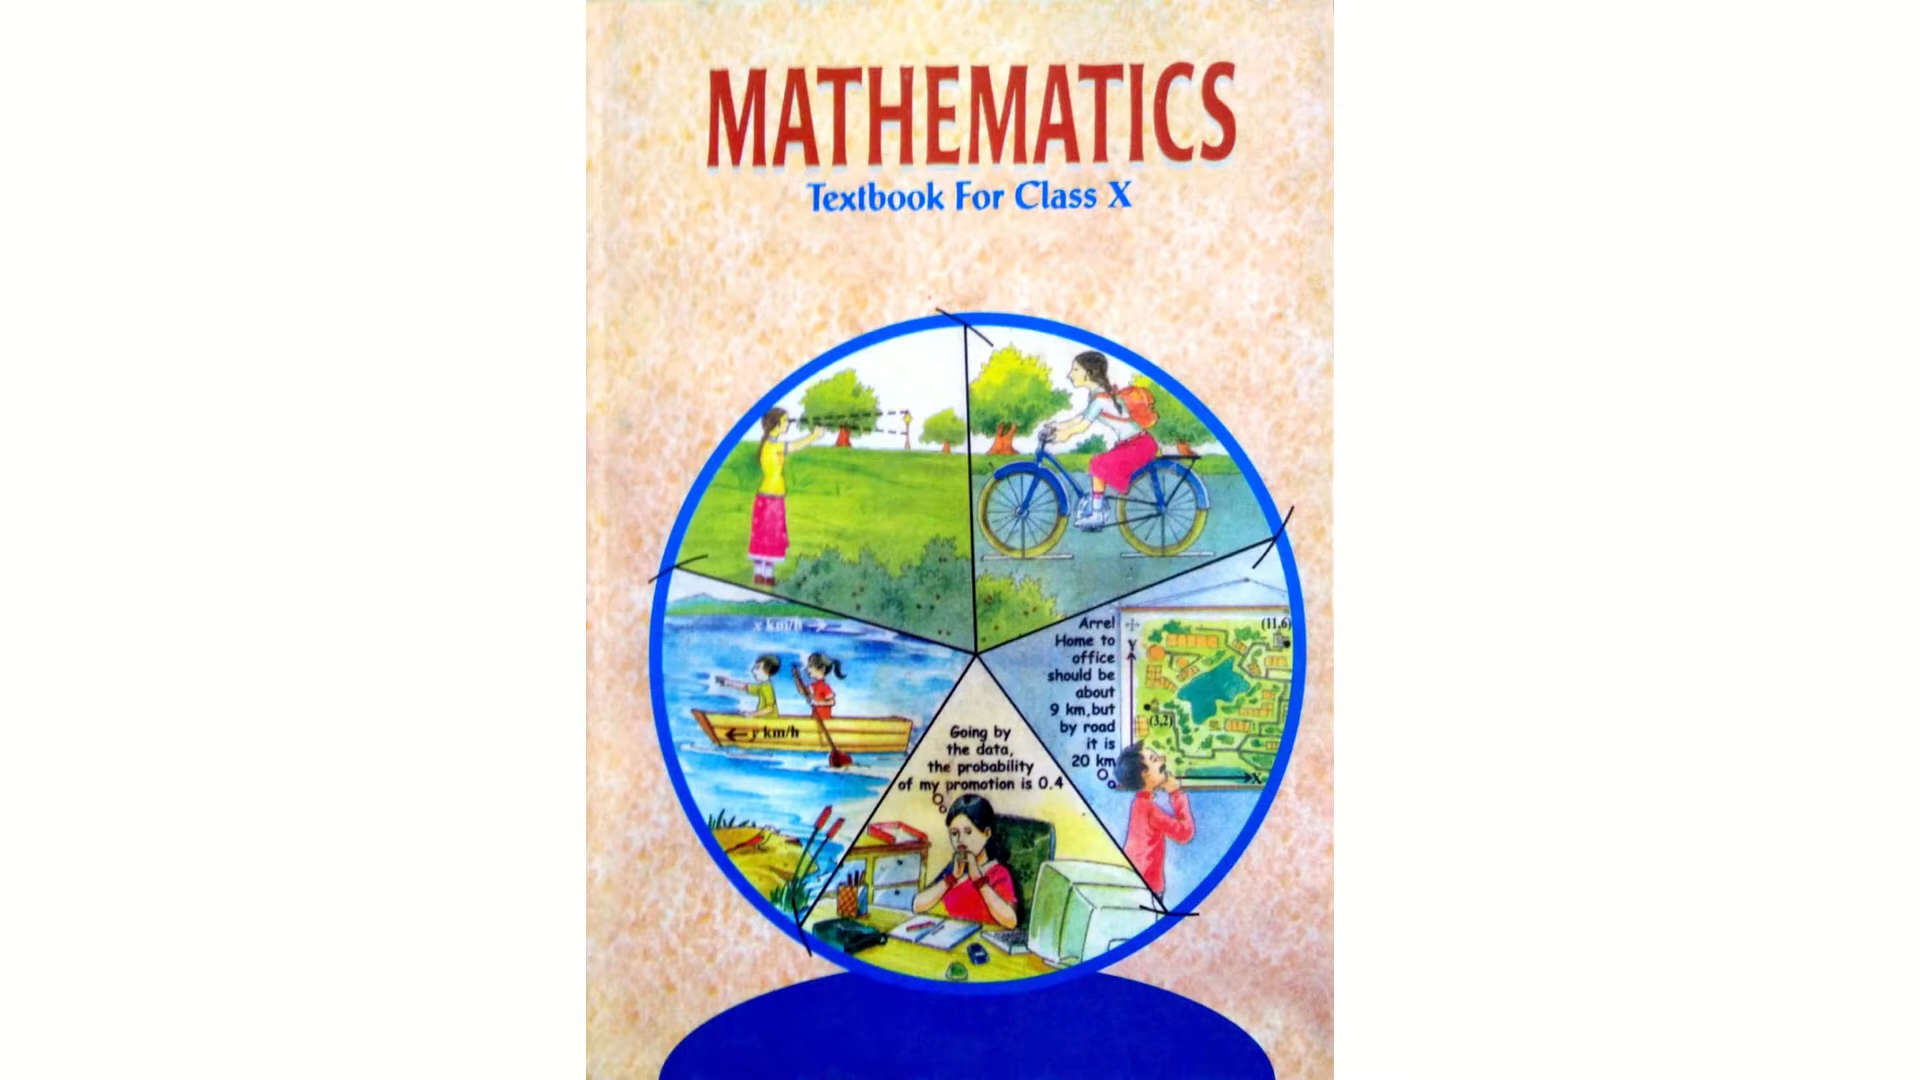 MATHEMATICS
Textbook For Class X
x km/h
y km/h
Going by
the data,
the probability
of my promotion is 0.4
Arre!
Home to
office
should be
about
9 km,but
by road
it is
20 km
(11,6)
Y
(3,2)
X